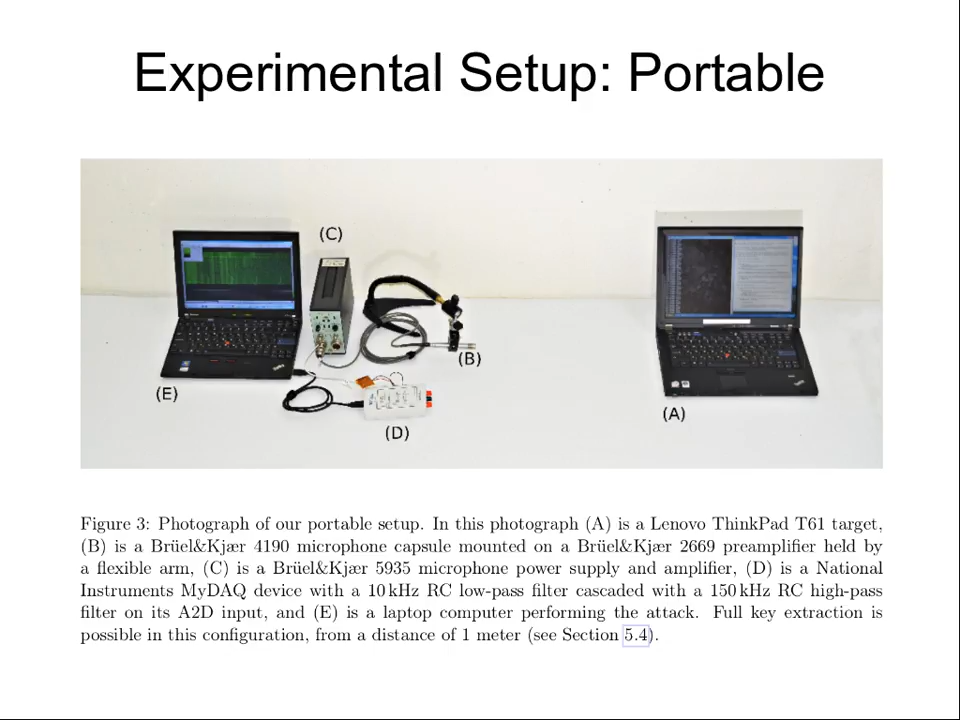 Experimental Setup: Portable
(C)
(B)
(E)
(A)
(D)
Figure 3: Photograph of our portable setup. In this photograph (A) is a Lenovo ThinkPad T61 target,
(B) is a Brüel&Kjær 4190 microphone capsule mounted on a Brüel&Kjær 2669 preamplifier held by
a flexible arm, (C) is a Brüel&Kjær 5935 microphone power supply and amplifier, (D) is a National
Instruments MyDAQ device with a 10 kHz RC low-pass filter cascaded with a 150 kHz RC high-pass
filter on its A2D input, and (E) is a laptop computer performing the attack. Full key extraction is
possible in this configuration, from a distance of 1 meter (see Section 5.4).